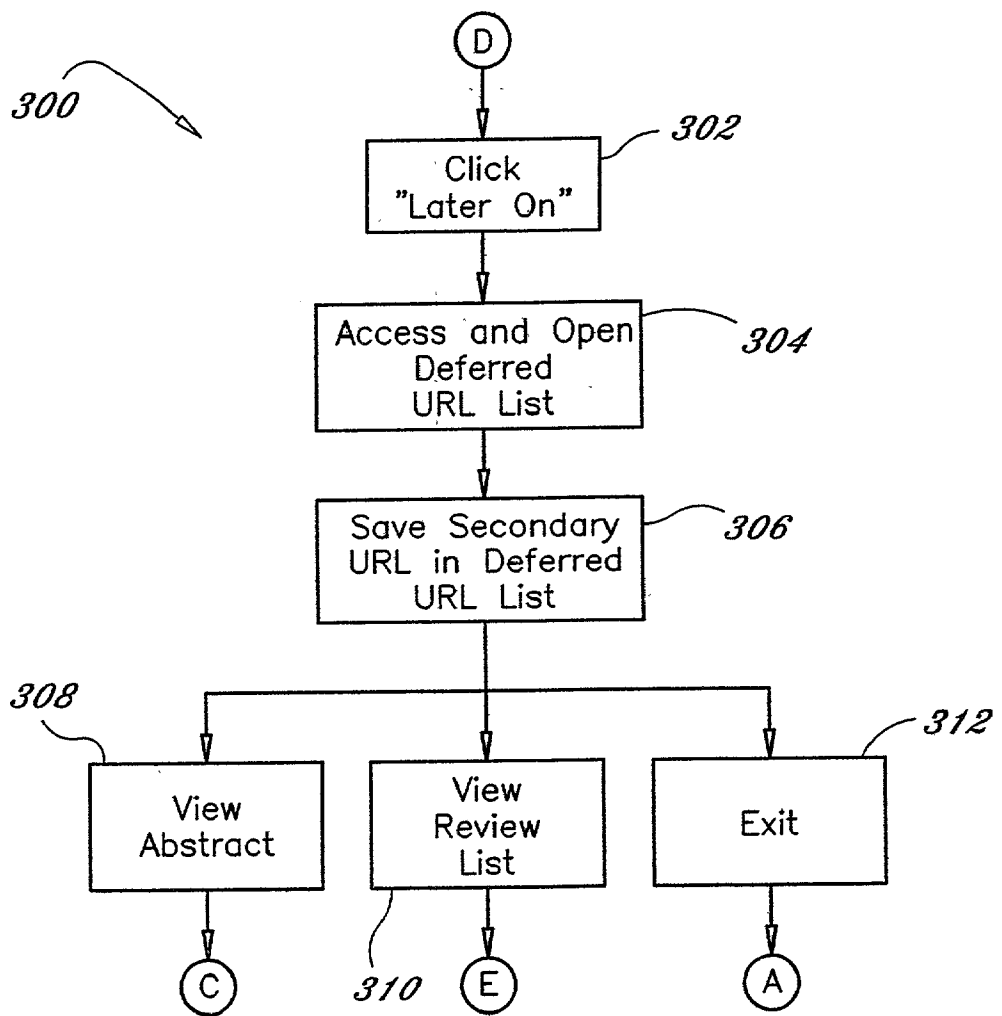 D
300
302
Click
"Later On"
304
Access and Open
Deferred
URL List
306
Save Secondary
URL in Deferred
URL List
308
312
View
Abstract
View
Review
List
Exit
310
C
E
A